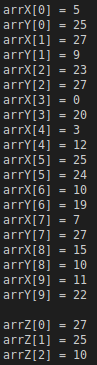 arrX[0] = 5
arrY[0] = 25
arrX[1] = 27
arrY[1] = 9
arrX[2] = 23
arrY[2] = 27
arrX[3] = 0
arrY[3] = 20
arrX[4] = 3
arrY[4] = 12
arrX[5] = 25
arrY[5] = 24
arrX[6] = 10
arrY[6] = 19
arrX[7] = 7
arrY[7] = 27
arrX[8] = 15
arrY[8] = 10
arrX[9] = 11
arrY[9] = 22

arrZ[0] = 27
arrZ[1] = 25
arrZ[2] = 10